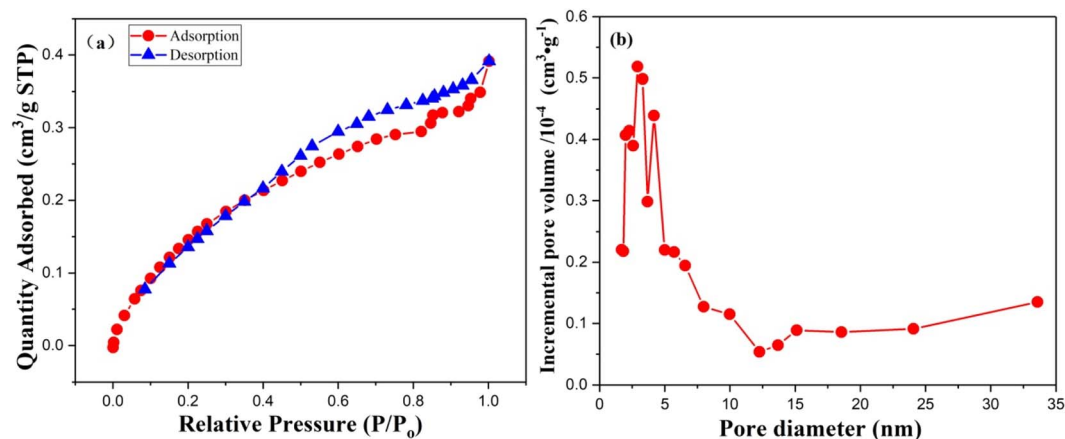 (a)
Adsorption
Desorption
Quantity Adsorbed (cm³/g STP)
0.4
0.3
0.2
0.1
0.0
0.0 0.2 0.4 0.6 0.8 1.0
Relative Pressure (P/Pₒ)
(b)
Incremental pore volume /10⁻⁴ (cm³•g⁻¹)
0.6
0.5
0.4
0.3
0.2
0.1
0.0
0 5 10 15 20 25 30 35
Pore diameter (nm)